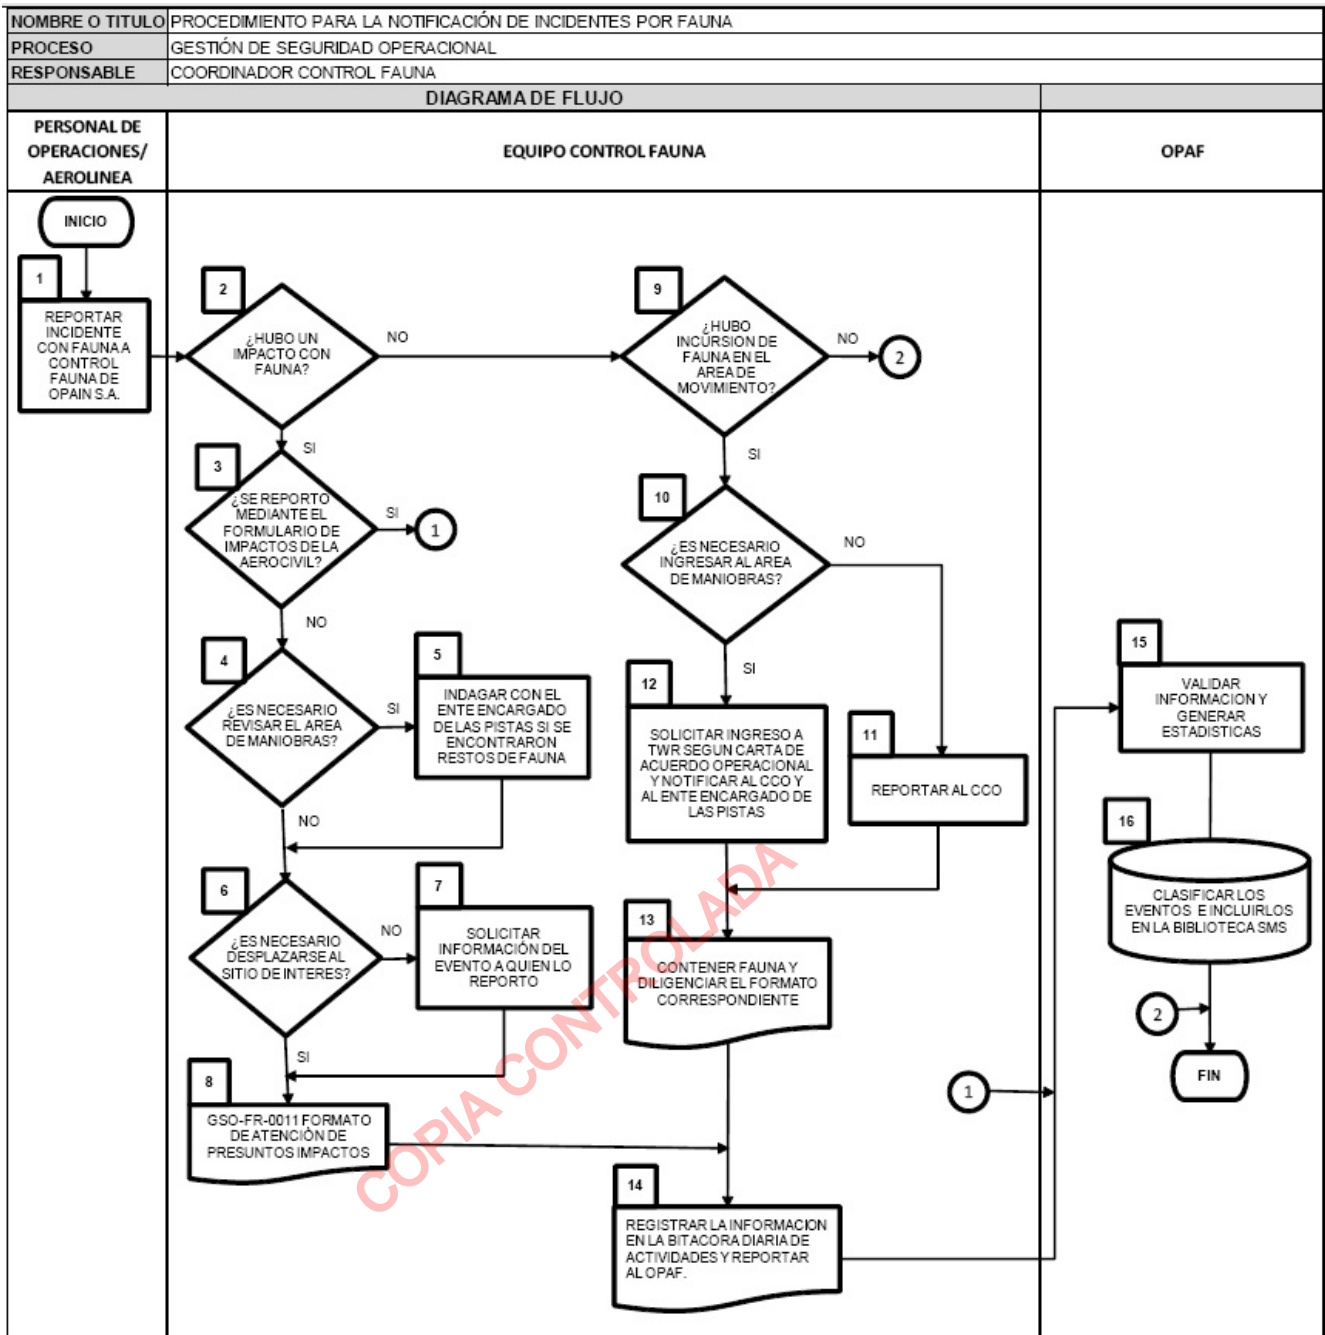 NOMBRE O TITULO PROCEDIMIENTO PARA LA NOTIFICACIÓN DE INCIDENTES POR FAUNA
PROCESO GESTIÓN DE SEGURIDAD OPERACIONAL
RESPONSABLE COORDINADOR CONTROL FAUNA
DIAGRAMA DE FLUJO
PERSONAL DE
OPERACIONES/
AEROLINEA
EQUIPO CONTROL FAUNA
OPAF
INICIO
1
REPORTAR
INCIDENTE
CON FAUNA A
CONTROL
FAUNA DE
OPAIN S.A.
2
¿HUBO UN
IMPACTO CON
FAUNA?
NO
SI
3
¿SE REPORTO
MEDIANTE EL
FORMULARIO DE
IMPACTOS DE LA
AEROCIVIL?
SI
1
NO
4
¿ES NECESARIO
REVISAR EL AREA
DE MANIOBRAS?
SI
5
INDAGAR CON EL
ENTE ENCARGADO
DE LAS PISTAS SI SE
ENCONTRARON
RESTOS DE FAUNA
NO
6
¿ES NECESARIO
DESPLAZARSE AL
SITIO DE INTERES?
NO
7
SOLICITAR
INFORMACIÓN DEL
EVENTO A QUIEN LO
REPORTO
SI
8
GSO-FR-0011 FORMATO
DE ATENCIÓN DE
PRESUNTOS IMPACTOS
9
¿HUBO
INCURSION DE
FAUNA EN EL
AREA DE
MOVIMIENTO?
NO
2
SI
10
¿ES NECESARIO
INGRESAR AL AREA
DE MANIOBRAS?
NO
SI
12
SOLICITAR INGRESO A
TWR SEGUN CARTA DE
ACUERDO OPERACIONAL
Y NOTIFICAR AL CCO Y
AL ENTE ENCARGADO DE
LAS PISTAS
11
REPORTAR AL CCO
13
CONTENER FAUNA Y
DILIGENCIAR EL FORMATO
CORRESPONDIENTE
14
REGISTRAR LA INFORMACION
EN LA BITACORA DIARIA DE
ACTIVIDADES Y REPORTAR
AL OPAF.
1
15
VALIDAR
INFORMACION Y
GENERAR
ESTADISTICAS
16
CLASIFICAR LOS
EVENTOS E INCLUIRLOS
EN LA BIBLIOTECA SMS
2
FIN
COPIA CONTROLADA